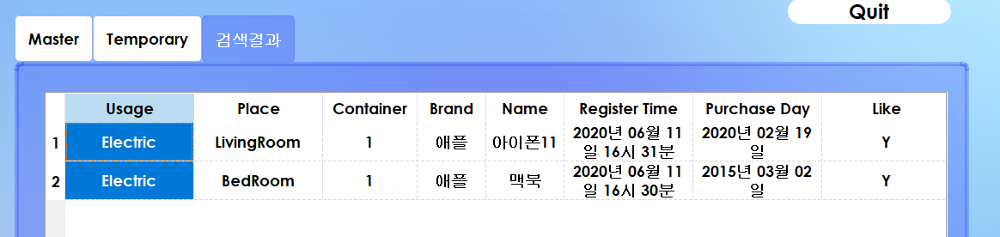 Quit
Master Temporary 검색결과
Usage Place Container Brand Name Register Time Purchase Day Like
1 Electric LivingRoom 1 애플 아이폰11 2020년 06월 11일 16시 31분 2020년 02월 19일 Y
2 Electric BedRoom 1 애플 맥북 2020년 06월 11일 16시 30분 2015년 03월 02일 Y